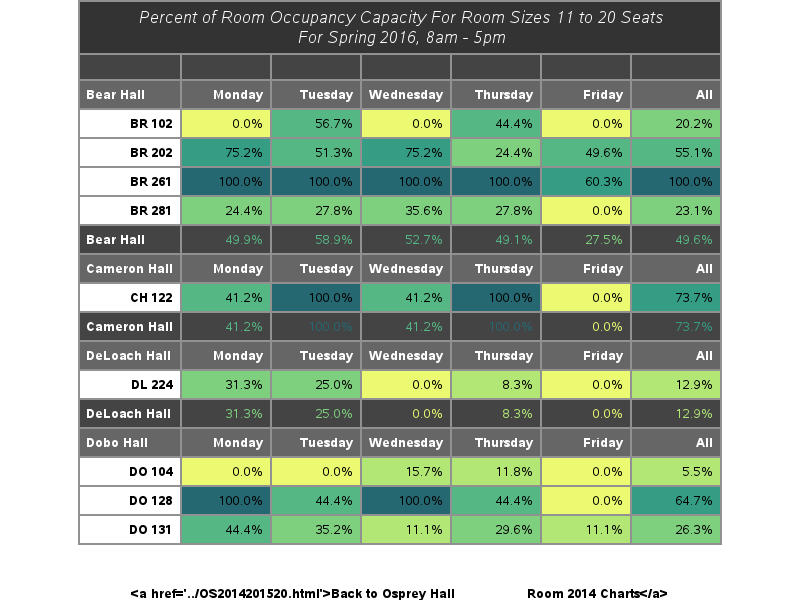 Percent of Room Occupancy Capacity For Room Sizes 11 to 20 Seats
For Spring 2016, 8am - 5pm
Bear Hall Monday Tuesday Wednesday Thursday Friday All
BR 102 0.0% 56.7% 0.0% 44.4% 0.0% 20.2%
BR 202 75.2% 51.3% 75.2% 24.4% 49.6% 55.1%
BR 261 100.0% 100.0% 100.0% 100.0% 60.3% 100.0%
BR 281 24.4% 27.8% 35.6% 27.8% 0.0% 23.1%
Bear Hall 49.9% 58.9% 52.7% 49.1% 27.5% 49.6%
Cameron Hall Monday Tuesday Wednesday Thursday Friday All
CH 122 41.2% 100.0% 41.2% 100.0% 0.0% 73.7%
Cameron Hall 41.2% 100.0% 41.2% 100.0% 0.0% 73.7%
DeLoach Hall Monday Tuesday Wednesday Thursday Friday All
DL 224 31.3% 25.0% 0.0% 8.3% 0.0% 12.9%
DeLoach Hall 31.3% 25.0% 0.0% 8.3% 0.0% 12.9%
Dobo Hall Monday Tuesday Wednesday Thursday Friday All
DO 104 0.0% 0.0% 15.7% 11.8% 0.0% 5.5%
DO 128 100.0% 44.4% 100.0% 44.4% 0.0% 64.7%
DO 131 44.4% 35.2% 11.1% 29.6% 11.1% 26.3%
<a href='../OS2014201520.html'>Back to Osprey Hall Room 2014 Charts</a>